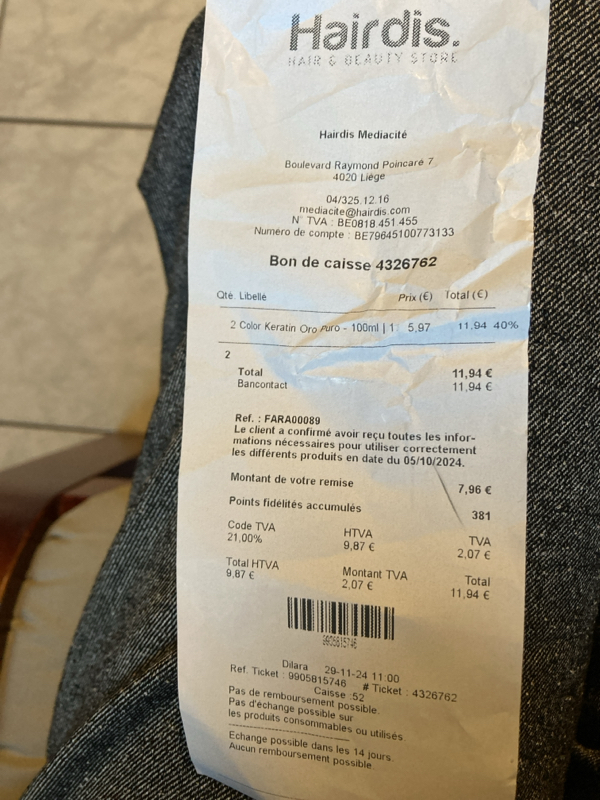 Hairdis.
HAIR & BEAUTY STORE
Hairdis Mediacité
Boulevard Raymond Poincaré 7
4020 Liège
04/325.12.16
mediacite@hairdis.com
N° TVA : BE0818.451.455
Numéro de compte : BE79645100773133
Bon de caisse 4326762
Qté. Libellé Prix (€) Total (€)
2 Color Keratin Oro Puro - 100ml | 1 5,97 11,94 40%
2
Total 11,94 €
Bancontact 11,94 €
Ref. : FARA00089
Le client a confirmé avoir reçu toutes les infor-
mations nécessaires pour utiliser correctement
les différents produits en date du 05/10/2024.
Montant de votre remise 7,96 €
Points fidélités accumulés 381
Code TVA HTVA TVA
21,00% 9,87 € 2,07 €
Total HTVA Montant TVA Total
9,87 € 2,07 € 11,94 €
9905815746
Dilara 29-11-24 11:00
Ref. Ticket : 9905815746 # Ticket : 4326762
Caisse :52
Pas de remboursement possible.
Pas d'échange possible sur
les produits consommables ou utilisés.
Echange possible dans les 14 jours.
Aucun remboursement possible.